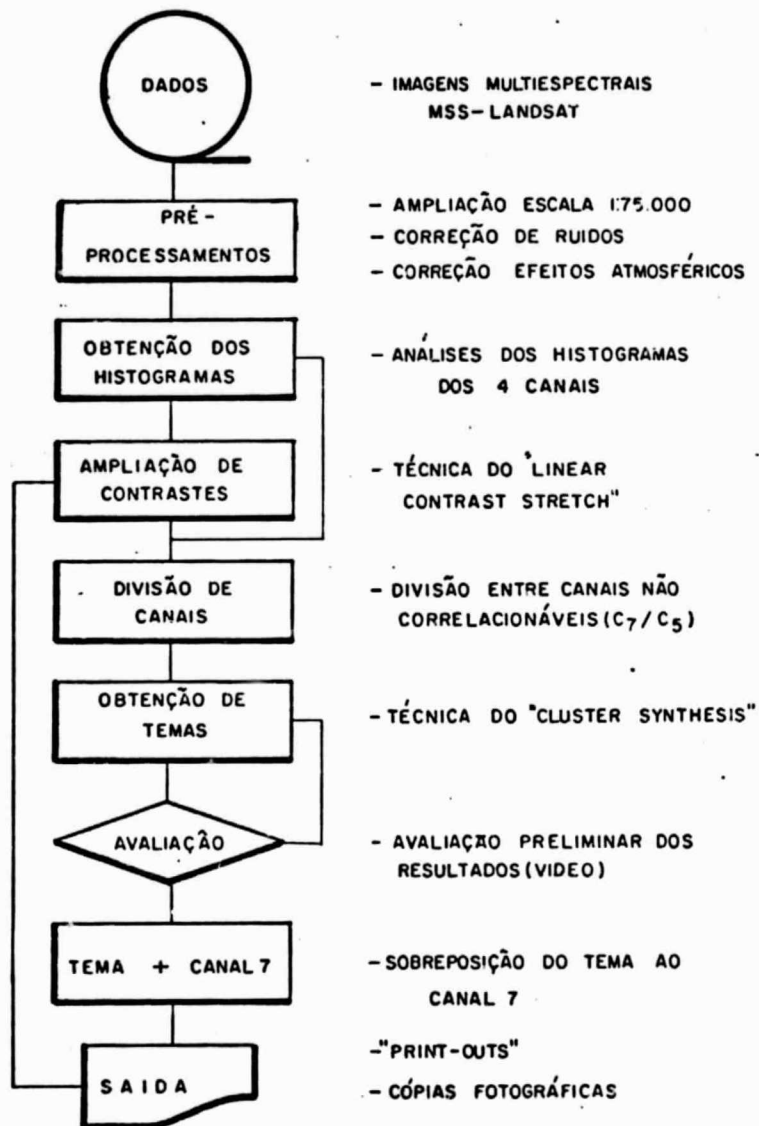 DADOS
- IMAGENS MULTIESPECTRAIS
MSS-LANDSAT
PRÉ-
PROCESSAMENTOS
- AMPLIAÇÃO ESCALA 1:75.000
- CORREÇÃO DE RUIDOS
- CORREÇÃO EFEITOS ATMOSFÉRICOS
OBTENÇÃO DOS
HISTOGRAMAS
- ANÁLISES DOS HISTOGRAMAS
DOS 4 CANAIS
AMPLIAÇÃO DE
CONTRASTES
- TÉCNICA DO "LINEAR
CONTRAST STRETCH"
DIVISÃO DE
CANAIS
- DIVISÃO ENTRE CANAIS NÃO
CORRELACIONÁVEIS (C7/C5)
OBTENÇÃO DE
TEMAS
- TÉCNICA DO "CLUSTER SYNTHESIS"
AVALIAÇÃO
- AVALIAÇÃO PRELIMINAR DOS
RESULTADOS (VIDEO)
TEMA + CANAL 7
- SOBREPOSIÇÃO DO TEMA AO
CANAL 7
SAIDA
-"PRINT-OUTS"
- CÓPIAS FOTOGRÁFICAS